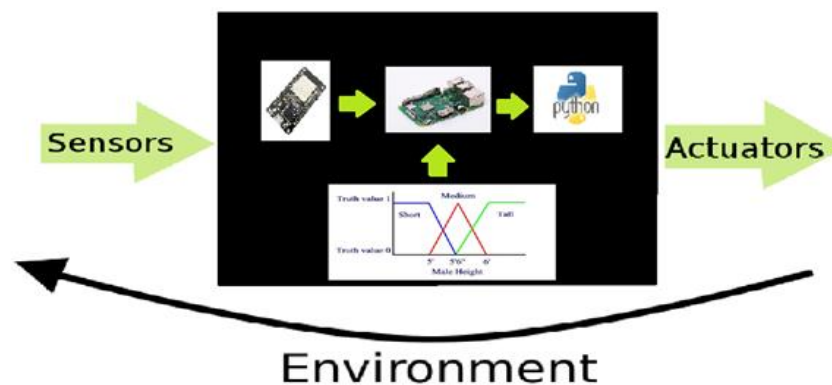 Sensors
python
Actuators
Truth value 1
Medium
Short
Tall
Truth value 0
5'
5'6"
6'
Male Height
Environment